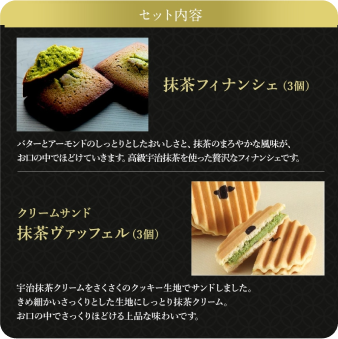 セット内容
抹茶フィナンシェ（3個）
バターとアーモンドのしっとりとしたおいしさと、抹茶のまろやかな風味が、
お口の中でほどけていきます。高級宇治抹茶を使った贅沢なフィナンシェです。
クリームサンド
抹茶ヴァッフェル（3個）
宇治抹茶クリームをさくさくのクッキー生地でサンドしました。
きめ細かいさっくりとした生地にしっとり抹茶クリーム。
お口の中でさっくりほどける上品な味わいです。